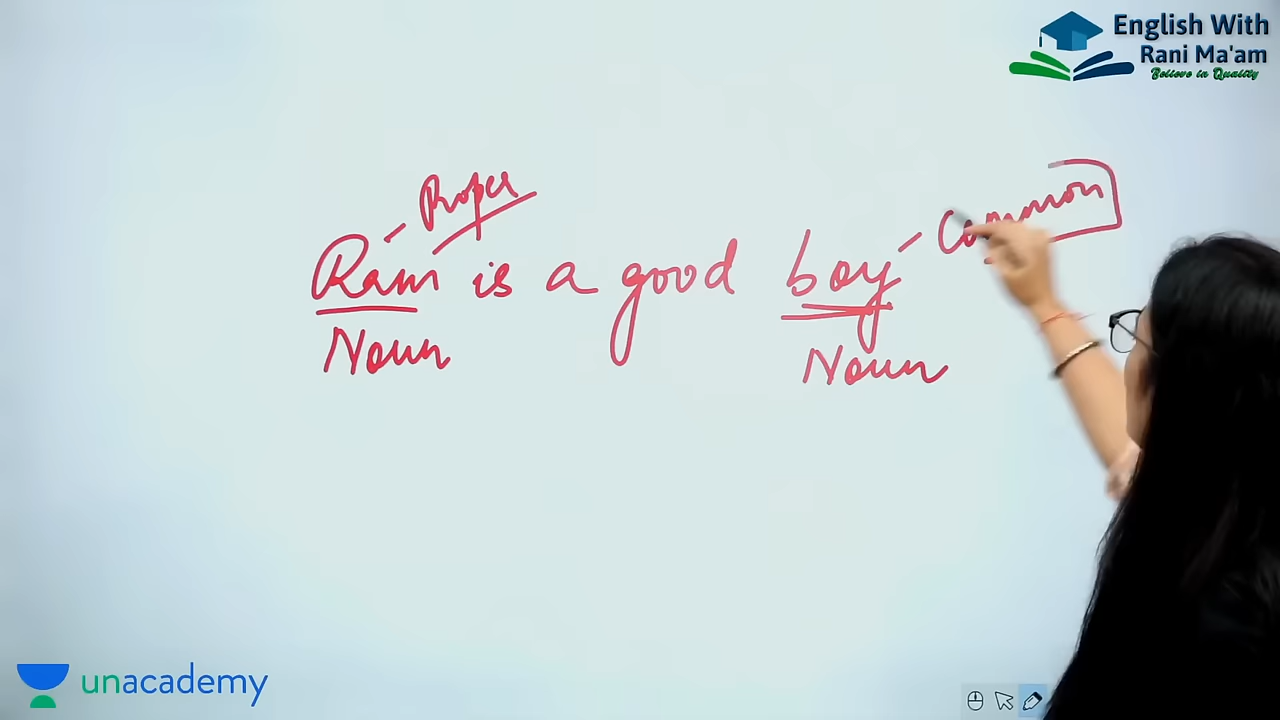 English With
Rani Ma'am
Believe in Quality
Proper
Common
Ram is a good boy
Noun
Noun
unacademy